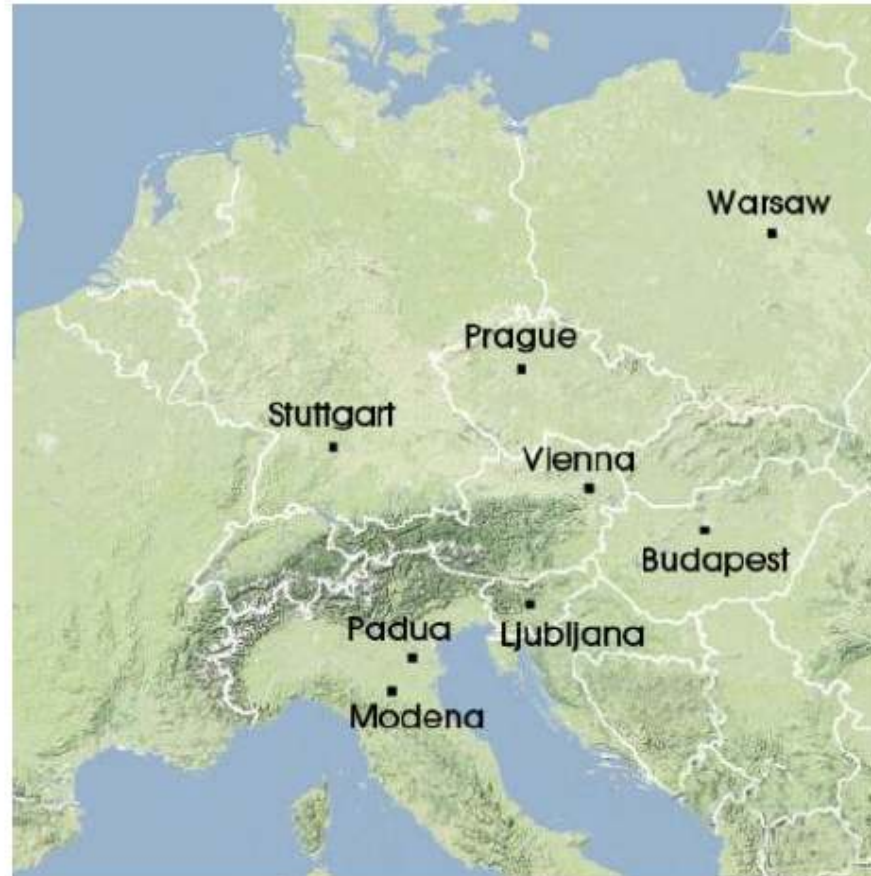 Warsaw
Prague
Stuttgart
Vienna
Budapest
Padua
Ljubljana
Modena